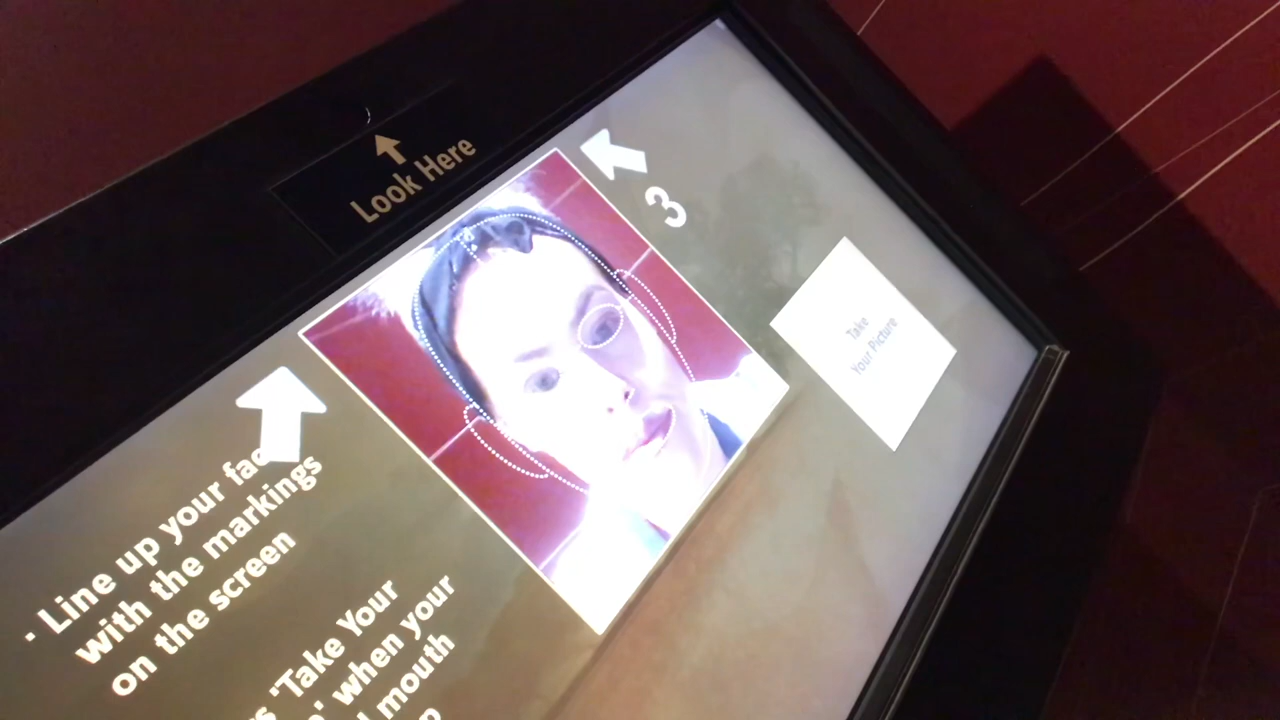 Look Here
3
· Line up your
with the markings
on the screen
'Take Your
' when your
mouth
Take
Your Picture